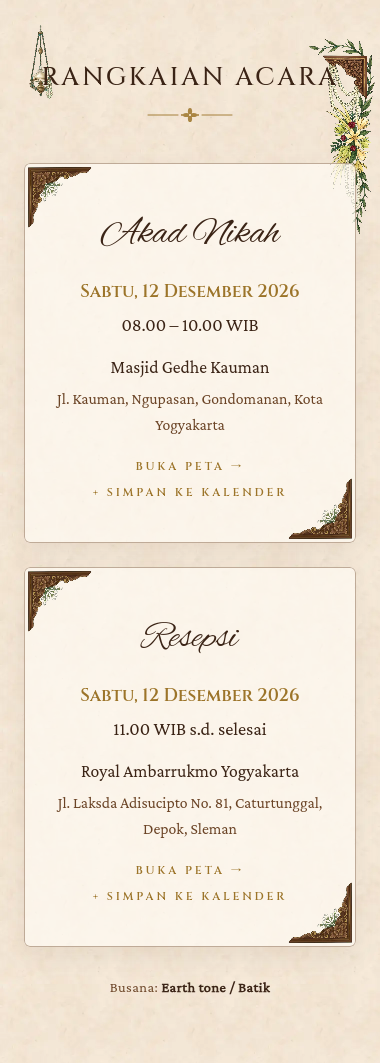 RANGKAIAN ACARA
Akad Nikah
Sabtu, 12 Desember 2026
08.00 – 10.00 WIB
Masjid Gedhe Kauman
Jl. Kauman, Ngupasan, Gondomanan, Kota
Yogyakarta
BUKA PETA →
+ SIMPAN KE KALENDER
Resepsi
Sabtu, 12 Desember 2026
11.00 WIB s.d. selesai
Royal Ambarrukmo Yogyakarta
Jl. Laksda Adisucipto No. 81, Caturtunggal,
Depok, Sleman
BUKA PETA →
+ SIMPAN KE KALENDER
Busana: Earth tone / Batik